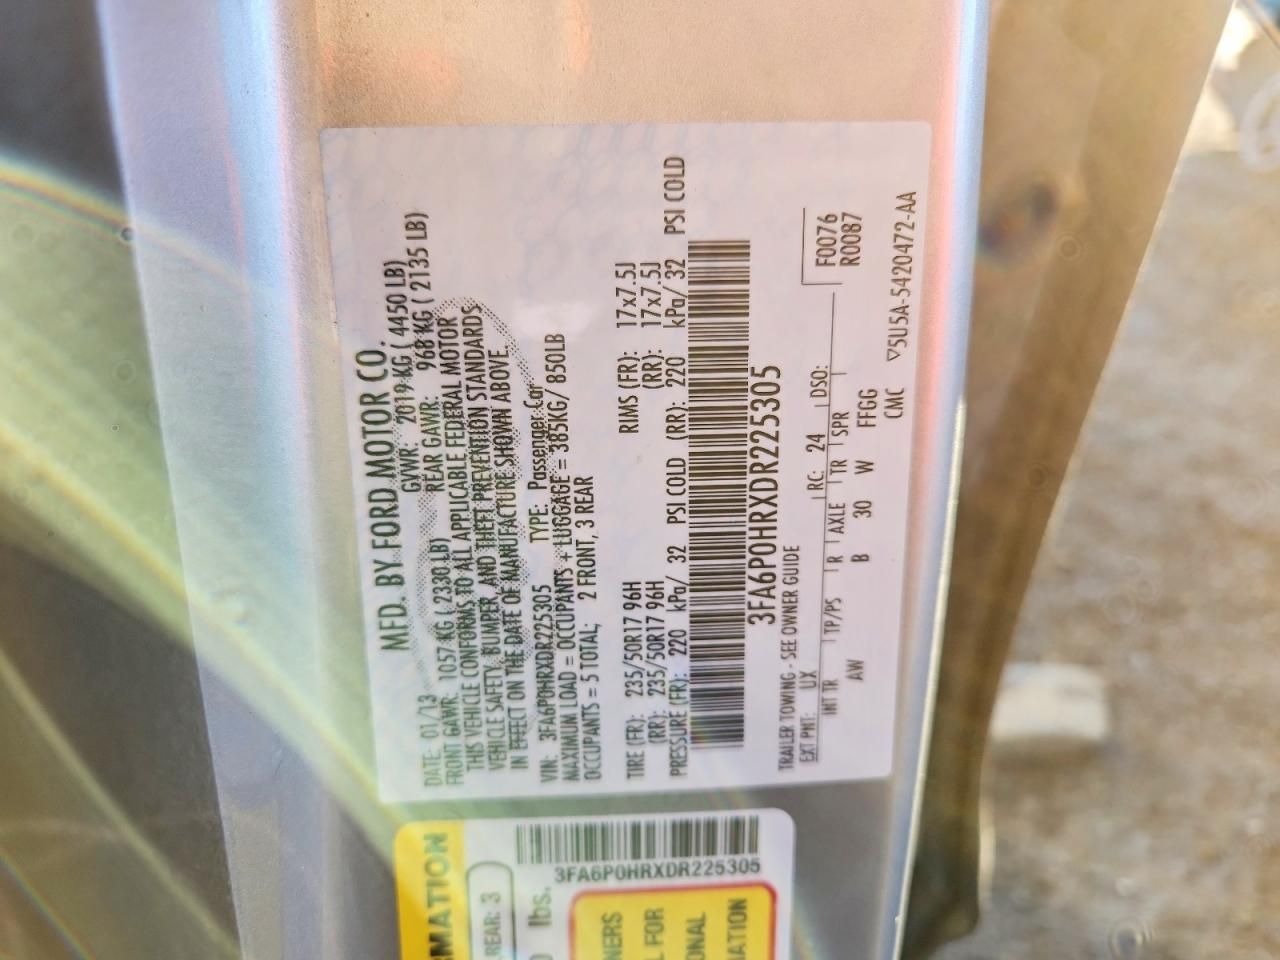 MFD. BY FORD MOTOR CO.
DATE: 01/13 GVWR: 2019 KG ( 4450 LB)
FRONT GAWR: 1057 KG ( 2330 LB) REAR GAWR: 968 KG ( 2135 LB)
THIS VEHICLE CONFORMS TO ALL APPLICABLE FEDERAL MOTOR
VEHICLE SAFETY, BUMPER, AND THEFT PREVENTION STANDARDS
IN EFFECT ON THE DATE OF MANUFACTURE SHOWN ABOVE.
VIN: 3FA6P0HRXDR225305 TYPE: Passenger Car
MAXIMUM LOAD = OCCUPANTS + LUGGAGE = 385KG/ 850LB
OCCUPANTS = 5 TOTAL; 2 FRONT, 3 REAR
TIRE (FR): 235/50R17 96H RIMS (FR): 17x7.5J
(RR): 235/50R17 96H (RR): 17x7.5J
PRESSURE (FR): 220 kPa/ 32 PSI COLD (RR): 220 kPa/ 32 PSI COLD
3FA6P0HRXDR225305
TRAILER TOWING - SEE OWNER GUIDE
F0076
R0087
EXT PNT: UX RC: 24 DSO:
INT TR TP/PS R AXLE TR SPR
AW B 30 W FFGG
CMC ▽5U5A-5420472-AA
RMATION
REAR: 3
lbs.
3FA6P0HRXDR225305
NERS
L FOR
ONAL
MATION